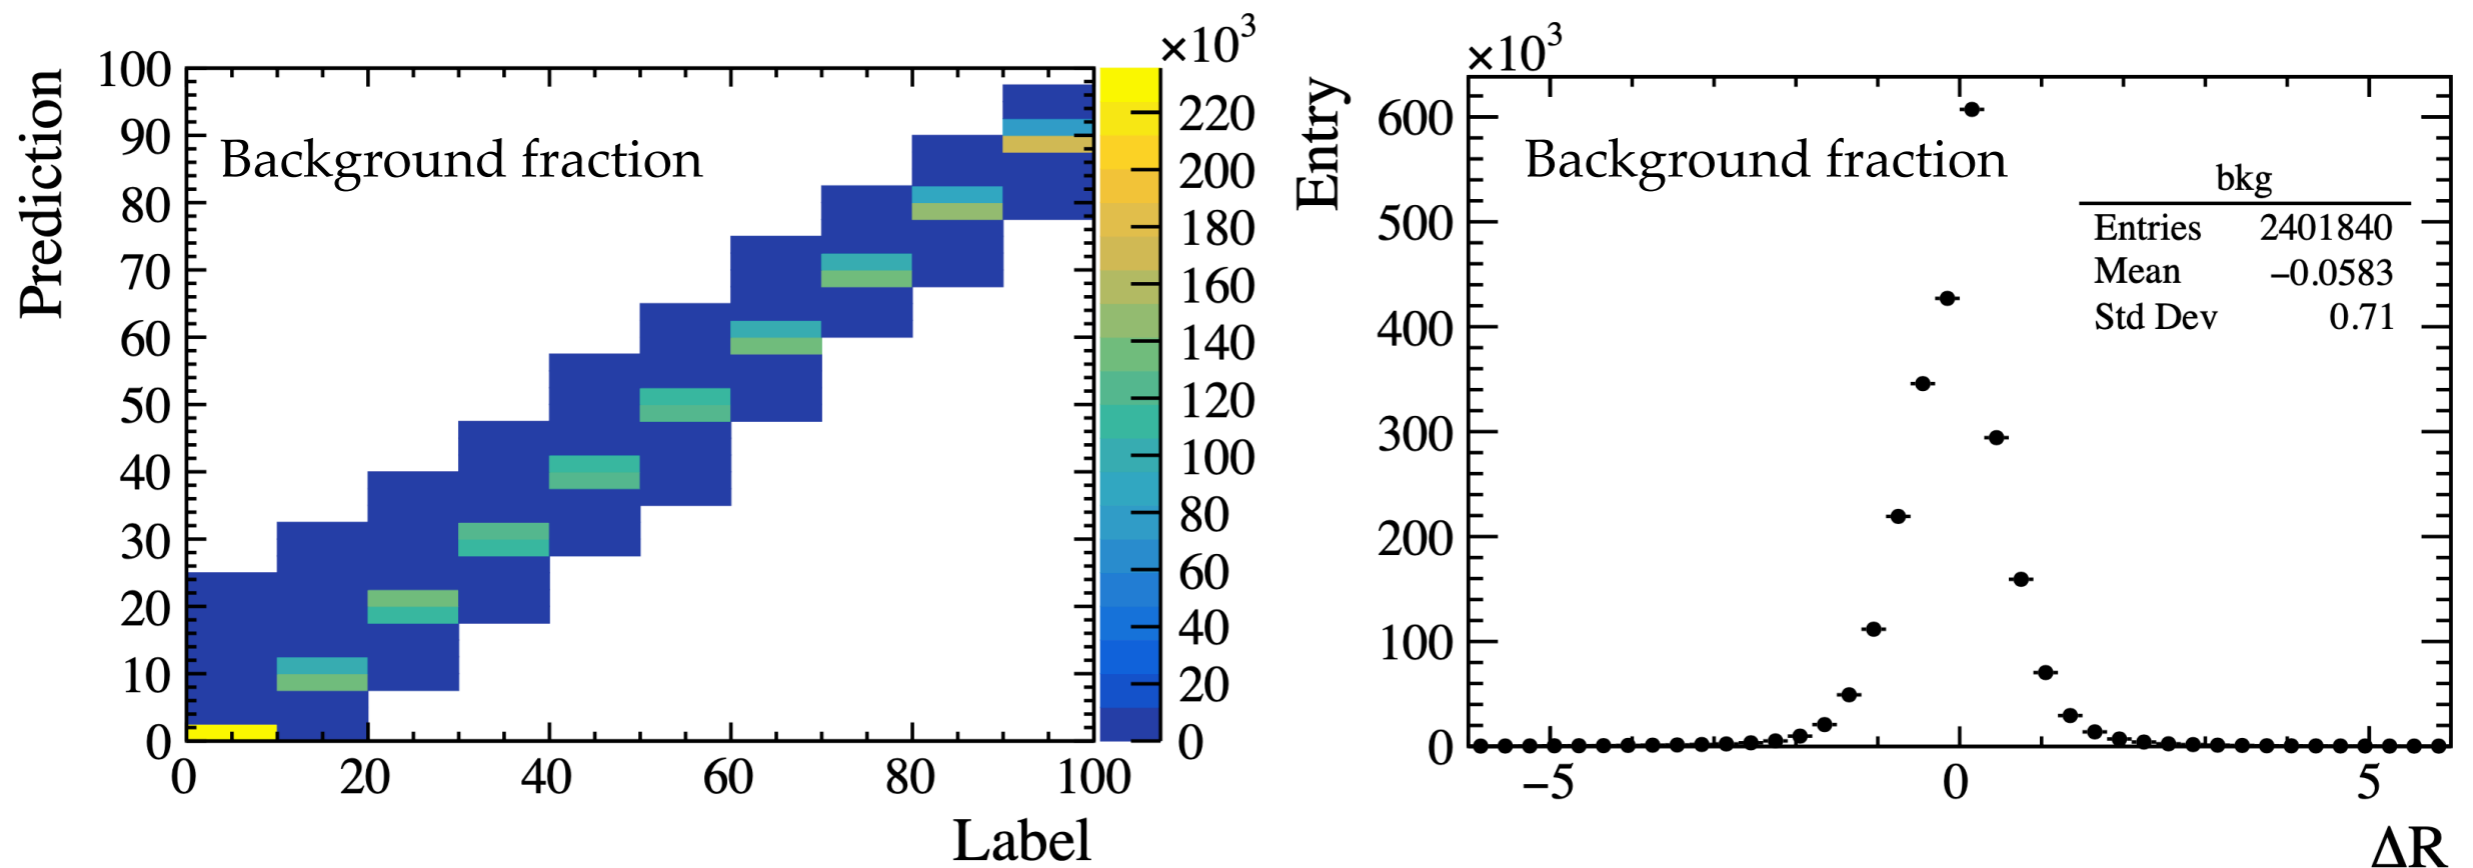 ×10³
100
90
80
70
60
50
40
30
20
10
0
Prediction
Background fraction
0 20 40 60 80 100
Label
220
200
180
160
140
120
100
80
60
40
20
0
×10³
Entry
600
500
400
300
200
100
0
Background fraction
bkg
Entries 2401840
Mean −0.0583
Std Dev 0.71
−5 0 5
ΔR